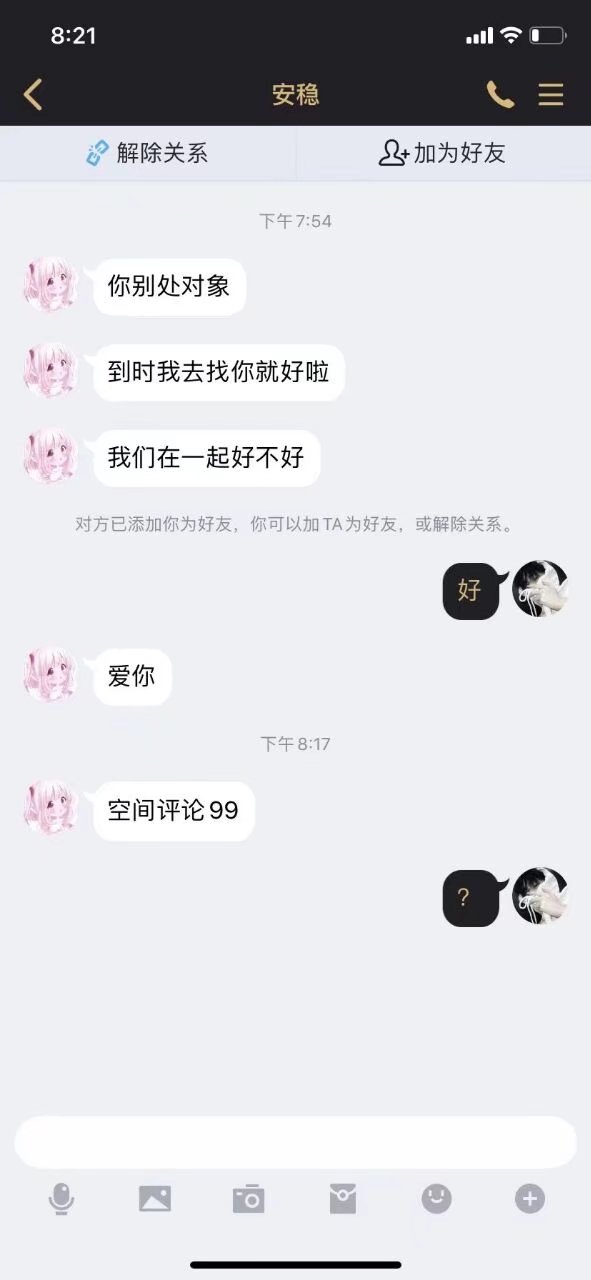 8:21
安稳
解除关系
加为好友
下午 7:54
你别处对象
到时我去找你就好啦
我们在一起好不好
对方已添加你为好友，你可以加TA为好友，或解除关系。
好
爱你
下午 8:17
空间评论99
?